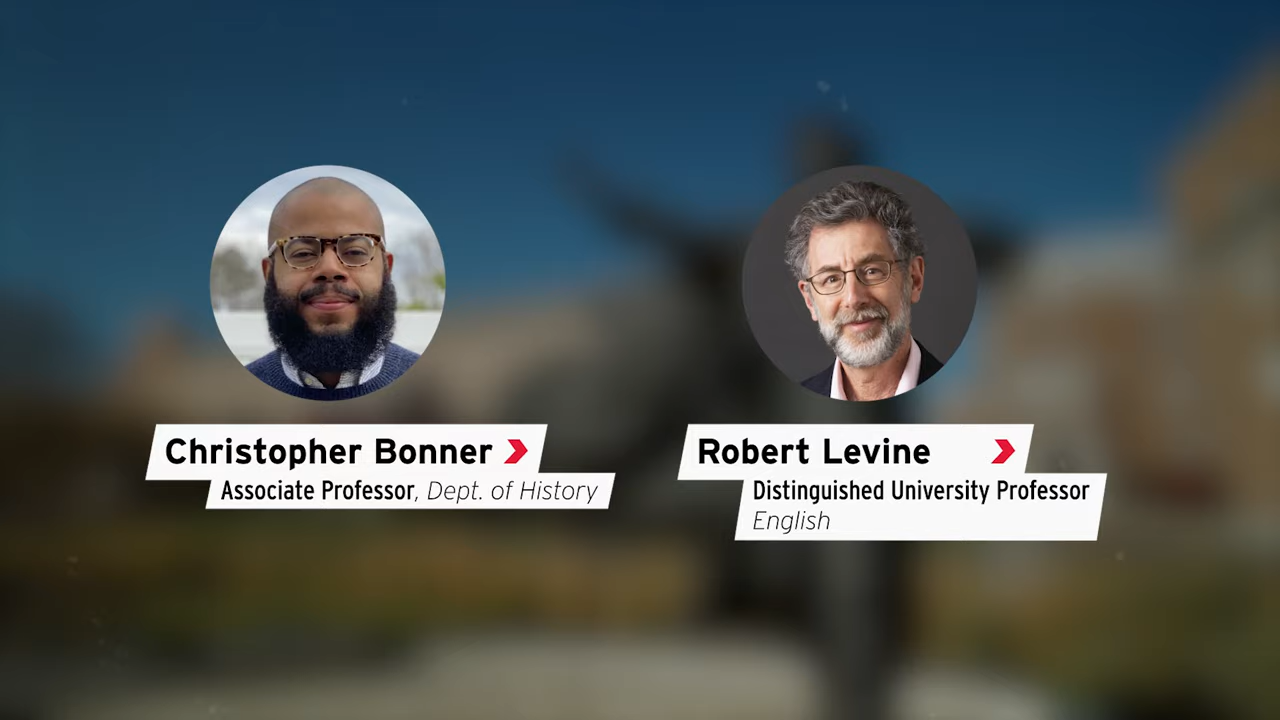 Christopher Bonner
Associate Professor, Dept. of History
Robert Levine
Distinguished University Professor
English